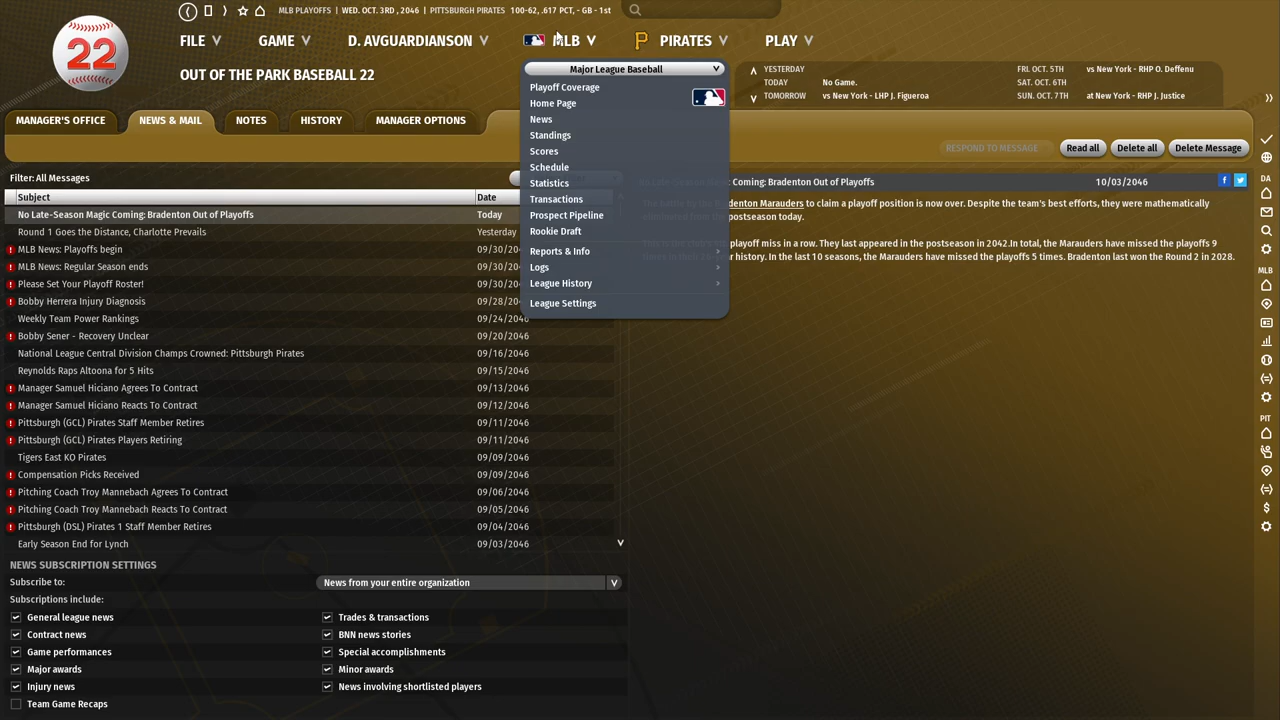 MLB PLAYOFFS | WED. OCT. 3RD , 2046 | PITTSBURGH PIRATES 100-62, .617 PCT, - GB - 1st
22
FILE
GAME
D. AVGUARDIANSON
MLB
P
PIRATES
PLAY
OUT OF THE PARK BASEBALL 22
YESTERDAY
TODAY No Game.
TOMORROW vs New York - LHP J. Figueroa
FRI. OCT. 5TH vs New York - RHP O. Deffenu
SAT. OCT. 6TH
SUN. OCT. 7TH at New York - RHP J. Justice
MANAGER'S OFFICE
NEWS & MAIL
NOTES
HISTORY
MANAGER OPTIONS
Major League Baseball
Playoff Coverage
Home Page
News
Standings
Scores
Schedule
Statistics
Transactions
Prospect Pipeline
Rookie Draft
Reports & Info
Logs
League History
League Settings
RESPOND TO MESSAGE
Read all
Delete all
Delete Message
Filter: All Messages
Subject Date
No Late-Season Magic Coming: Bradenton Out of Playoffs Today
Round 1 Goes the Distance, Charlotte Prevails Yesterday
MLB News: Playoffs begin 09/30/
MLB News: Regular Season ends 09/30/
Please Set Your Playoff Roster! 09/30/
Bobby Herrera Injury Diagnosis 09/28/
Weekly Team Power Rankings 09/24/
Bobby Sener - Recovery Unclear 09/20/2046
National League Central Division Champs Crowned: Pittsburgh Pirates 09/16/2046
Reynolds Raps Altoona for 5 Hits 09/15/2046
Manager Samuel Hiciano Agrees To Contract 09/13/2046
Manager Samuel Hiciano Reacts To Contract 09/12/2046
Pittsburgh (GCL) Pirates Staff Member Retires 09/11/2046
Pittsburgh (GCL) Pirates Players Retiring 09/11/2046
Tigers East KO Pirates 09/09/2046
Compensation Picks Received 09/09/2046
Pitching Coach Troy Mannebach Agrees To Contract 09/06/2046
Pitching Coach Troy Mannebach Reacts To Contract 09/05/2046
Pittsburgh (DSL) Pirates 1 Staff Member Retires 09/04/2046
Early Season End for Lynch 09/03/2046
Coming: Bradenton Out of Playoffs 10/03/2046
Bradenton Marauders to claim a playoff position is now over. Despite the team's best efforts, they were mathematically
postseason today.
playoff miss in a row. They last appeared in the postseason in 2042.In total, the Marauders have missed the playoffs 9
history. In the last 10 seasons, the Marauders have missed the playoffs 5 times. Bradenton last won the Round 2 in 2028.
DA
MLB
PIT
NEWS SUBSCRIPTION SETTINGS
Subscribe to: News from your entire organization
Subscriptions include:
General league news
Trades & transactions
Contract news
BNN news stories
Game performances
Special accomplishments
Major awards
Minor awards
Injury news
News involving shortlisted players
Team Game Recaps